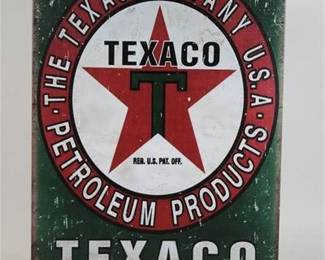 · THE TEXAS COMPANY U.S.A ·
TEXACO
T
REG. U.S. PAT. OFF.
PETROLEUM PRODUCTS
TEXACO